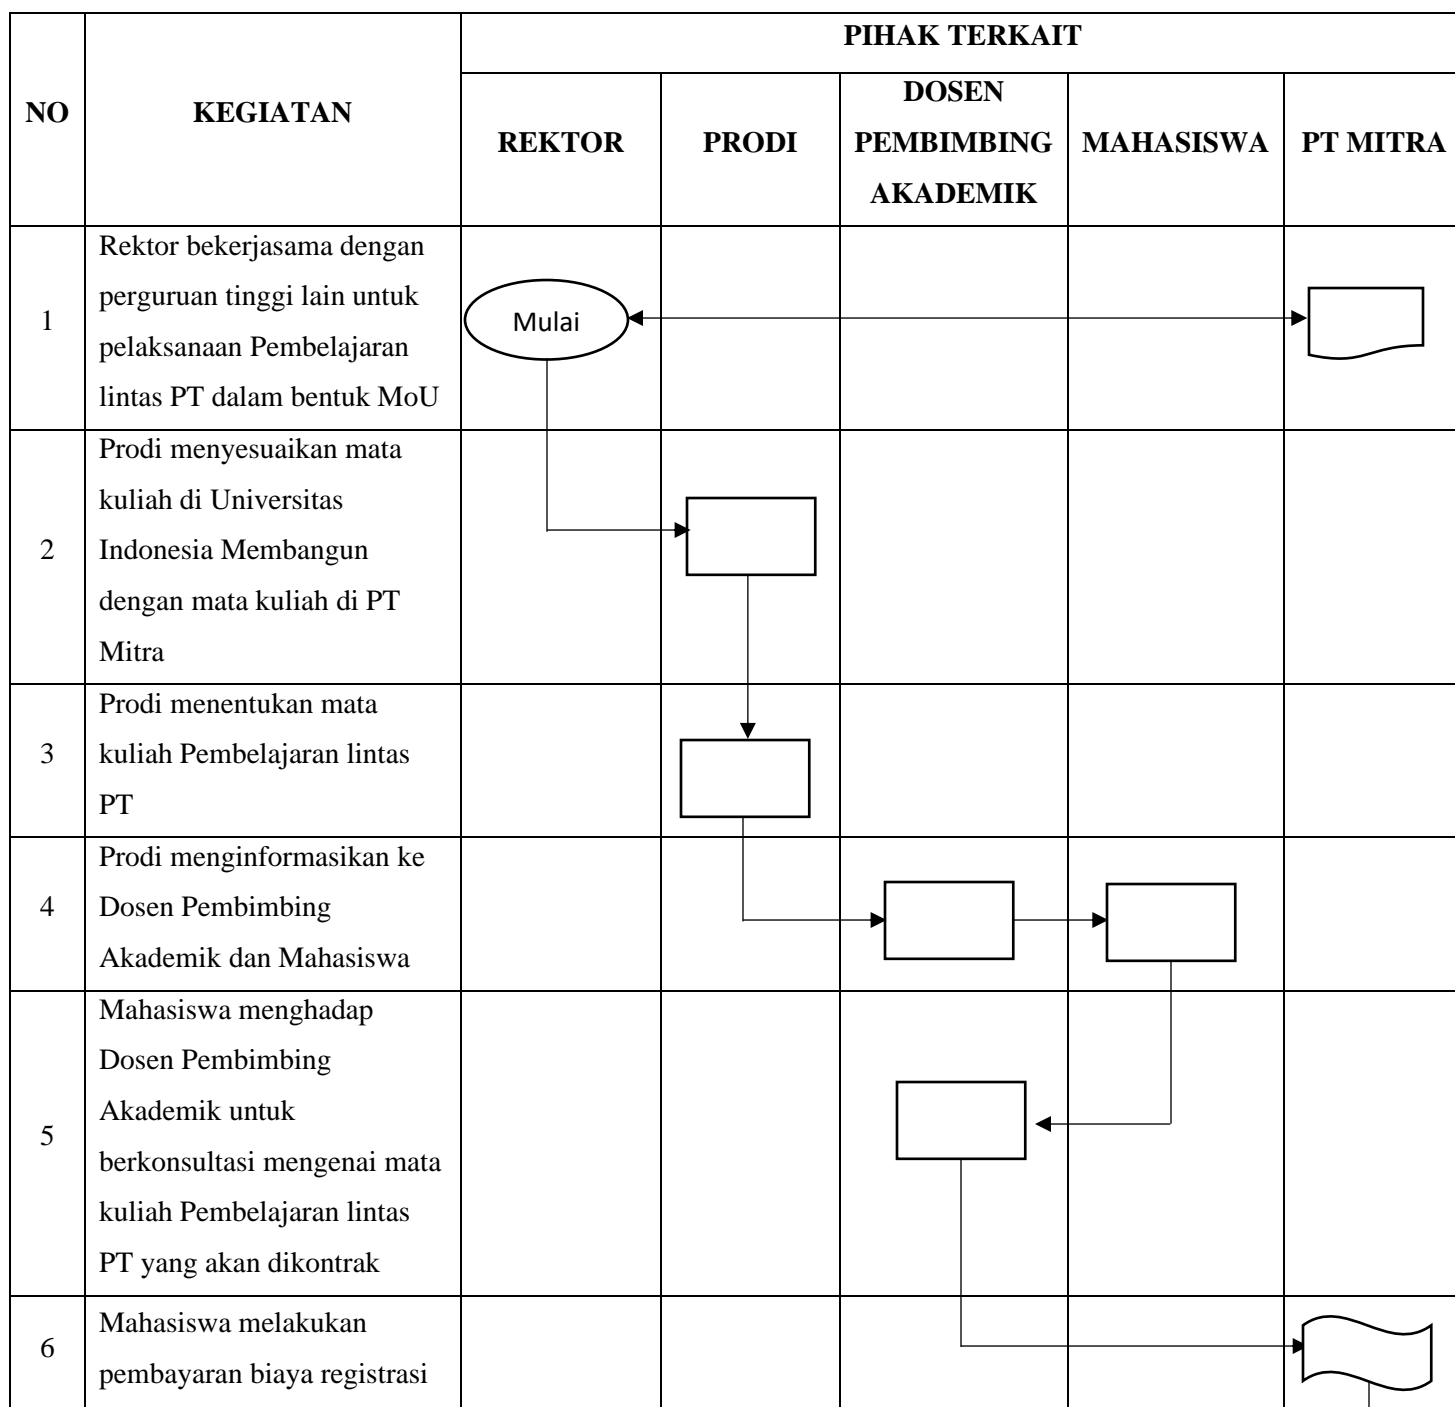 PIHAK TERKAIT
NO
KEGIATAN
REKTOR
PRODI
DOSEN
PEMBIMBING
AKADEMIK
MAHASISWA
PT MITRA
1
Rektor bekerjasama dengan
perguruan tinggi lain untuk
pelaksanaan Pembelajaran
lintas PT dalam bentuk MoU
Mulai
2
Prodi menyesuaikan mata
kuliah di Universitas
Indonesia Membangun
dengan mata kuliah di PT
Mitra
3
Prodi menentukan mata
kuliah Pembelajaran lintas
PT
4
Prodi menginformasikan ke
Dosen Pembimbing
Akademik dan Mahasiswa
5
Mahasiswa menghadap
Dosen Pembimbing
Akademik untuk
berkonsultasi mengenai mata
kuliah Pembelajaran lintas
PT yang akan dikontrak
6
Mahasiswa melakukan
pembayaran biaya registrasi